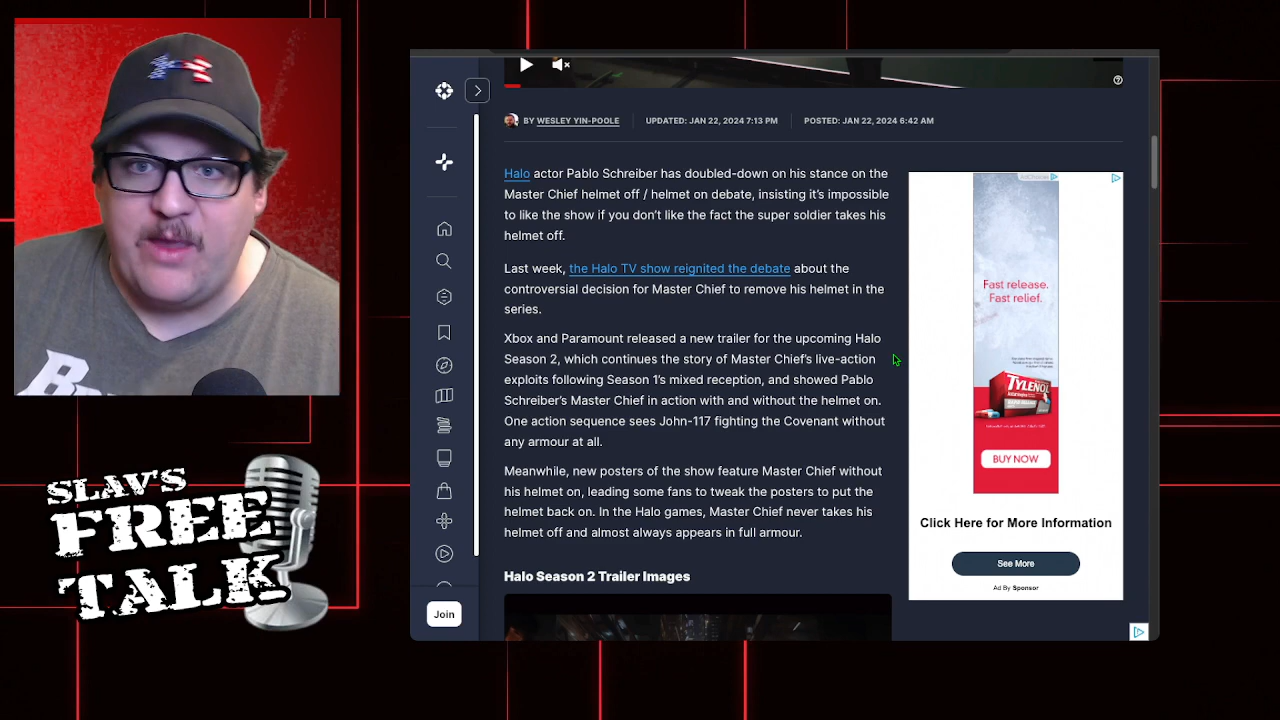 BY WESLEY YIN-POOLE
UPDATED: JAN 22, 2024 7:13 PM
POSTED: JAN 22, 2024 6:42 AM
Halo actor Pablo Schreiber has doubled-down on his stance on the
Master Chief helmet off / helmet on debate, insisting it's impossible
to like the show if you don't like the fact the super soldier takes his
helmet off.
Last week, the Halo TV show reignited the debate about the
controversial decision for Master Chief to remove his helmet in the
series.
Xbox and Paramount released a new trailer for the upcoming Halo
Season 2, which continues the story of Master Chief's live-action
exploits following Season 1's mixed reception, and showed Pablo
Schreiber's Master Chief in action with and without the helmet on.
One action sequence sees John-117 fighting the Covenant without
any armour at all.
Meanwhile, new posters of the show feature Master Chief without
his helmet on, leading some fans to tweak the posters to put the
helmet back on. In the Halo games, Master Chief never takes his
helmet off and almost always appears in full armour.
Halo Season 2 Trailer Images
Join
AdChoices
Fast release.
Fast relief.
TYLENOL
BUY NOW
Click Here for More Information
See More
Ad By Sponsor
SLAV'S
FREE
TALK